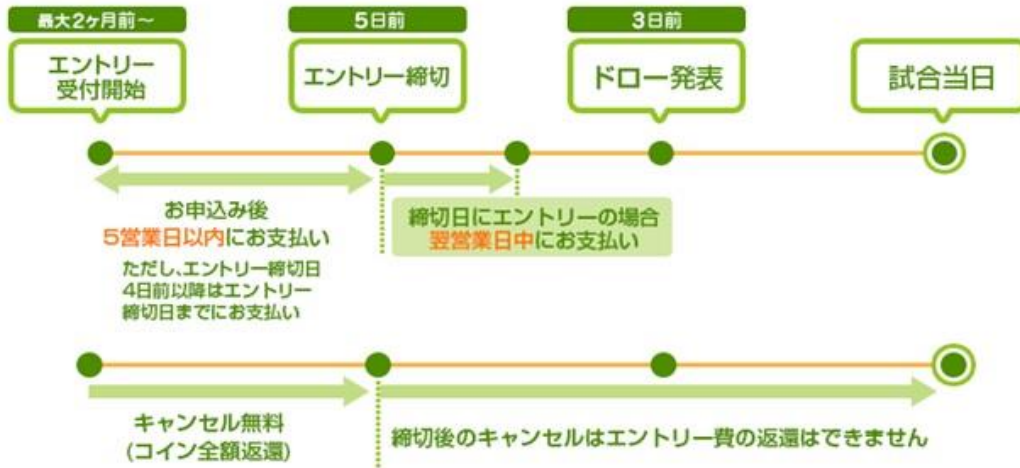 最大2ヶ月前～
エントリー
受付開始
5日前
エントリー締切
3日前
ドロー発表
試合当日
お申込み後
5営業日以内にお支払い
ただし、エントリー締切日
4日前以降はエントリー
締切日までにお支払い
締切日にエントリーの場合
翌営業日中にお支払い
キャンセル無料
(コイン全額返還)
締切後のキャンセルはエントリー費の返還はできません